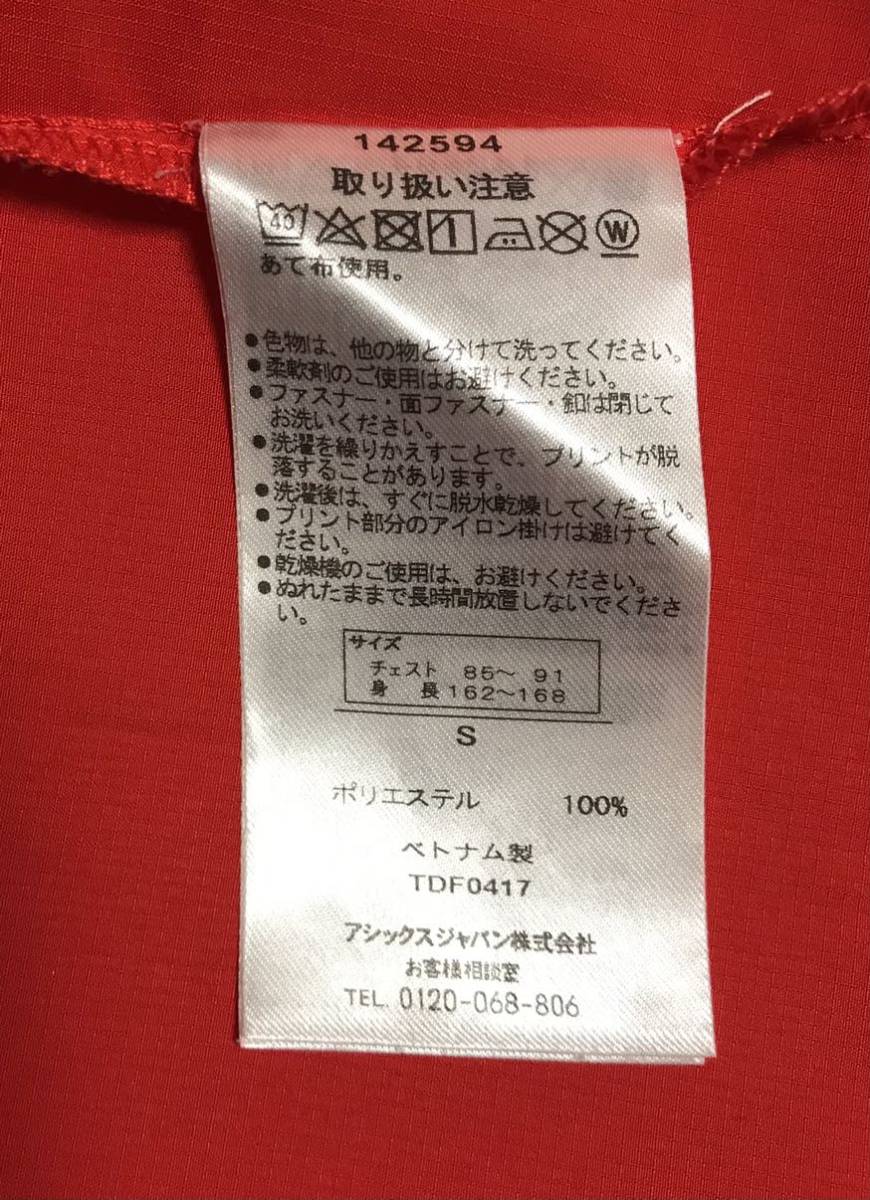 142594
取り扱い注意
40 W
あて布使用。
●色物は、他の物と分けて洗ってください。
●柔軟剤のご使用はお避けください。
●ファスナー・面ファスナー・釦は閉じて
お洗いください。
●洗濯を繰りかえすことで、プリントが脱
落することがあります。
●洗濯後は、すぐに脱水乾燥してください。
●プリント部分のアイロン掛けは避けてく
ださい。
●乾燥機のご使用は、お避けください。
●ぬれたままで長時間放置しないでくださ
い。
サイズ
チェスト 85〜 91
身 長 162〜168
S
ポリエステル 100%
ベトナム製
TDF0417
アシックスジャパン株式会社
お客様相談室
TEL. 0120-068-806